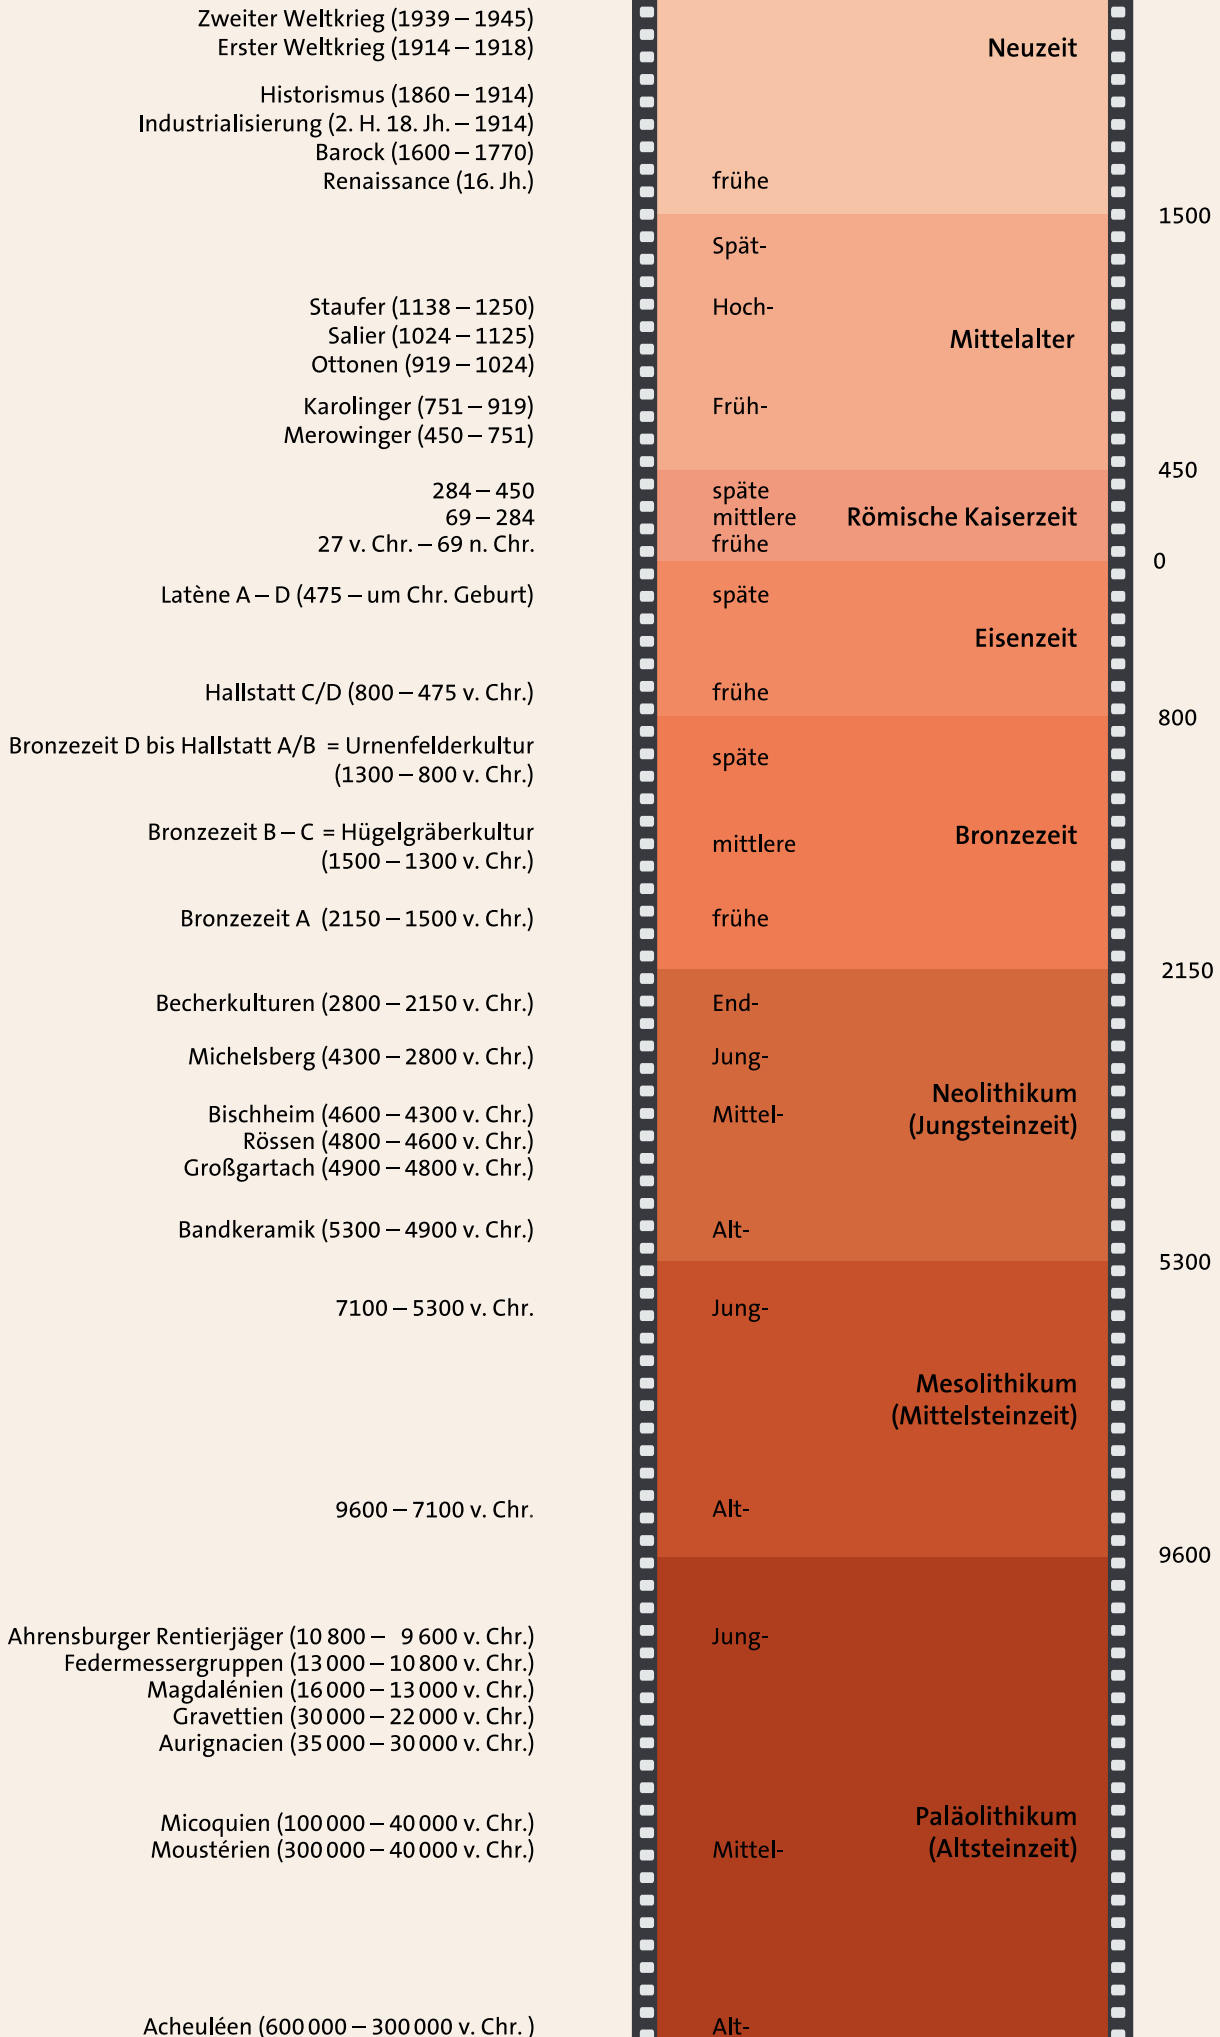 Zweiter Weltkrieg (1939 – 1945)
Erster Weltkrieg (1914 – 1918) Neuzeit
Historismus (1860 – 1914)
Industrialisierung (2. H. 18. Jh. – 1914)
Barock (1600 – 1770)
Renaissance (16. Jh.) frühe
1500
Spät-
Staufer (1138 – 1250) Hoch-
Salier (1024 – 1125) Mittelalter
Ottonen (919 – 1024)
Karolinger (751 – 919) Früh-
Merowinger (450 – 751)
450
284 – 450 späte
69 – 284 mittlere Römische Kaiserzeit
27 v. Chr. – 69 n. Chr. frühe
0
Latène A – D (475 – um Chr. Geburt) späte
Eisenzeit
Hallstatt C/D (800 – 475 v. Chr.) frühe
800
Bronzezeit D bis Hallstatt A/B = Urnenfelderkultur
(1300 – 800 v. Chr.) späte
Bronzezeit B – C = Hügelgräberkultur Bronzezeit
(1500 – 1300 v. Chr.) mittlere
Bronzezeit A (2150 – 1500 v. Chr.) frühe
2150
Becherkulturen (2800 – 2150 v. Chr.) End-
Michelsberg (4300 – 2800 v. Chr.) Jung-
Neolithikum
Bischheim (4600 – 4300 v. Chr.) Mittel- (Jungsteinzeit)
Rössen (4800 – 4600 v. Chr.)
Großgartach (4900 – 4800 v. Chr.)
Bandkeramik (5300 – 4900 v. Chr.) Alt-
5300
7100 – 5300 v. Chr. Jung-
Mesolithikum
(Mittelsteinzeit)
9600 – 7100 v. Chr. Alt-
9600
Ahrensburger Rentierjäger (10 800 – 9 600 v. Chr.) Jung-
Federmessergruppen (13 000 – 10 800 v. Chr.)
Magdalénien (16 000 – 13 000 v. Chr.)
Gravettien (30 000 – 22 000 v. Chr.)
Aurignacien (35 000 – 30 000 v. Chr.)
Micoquien (100 000 – 40 000 v. Chr.) Paläolithikum
Moustérien (300 000 – 40 000 v. Chr.) Mittel- (Altsteinzeit)
Acheuléen (600 000 – 300 000 v. Chr. ) Alt-